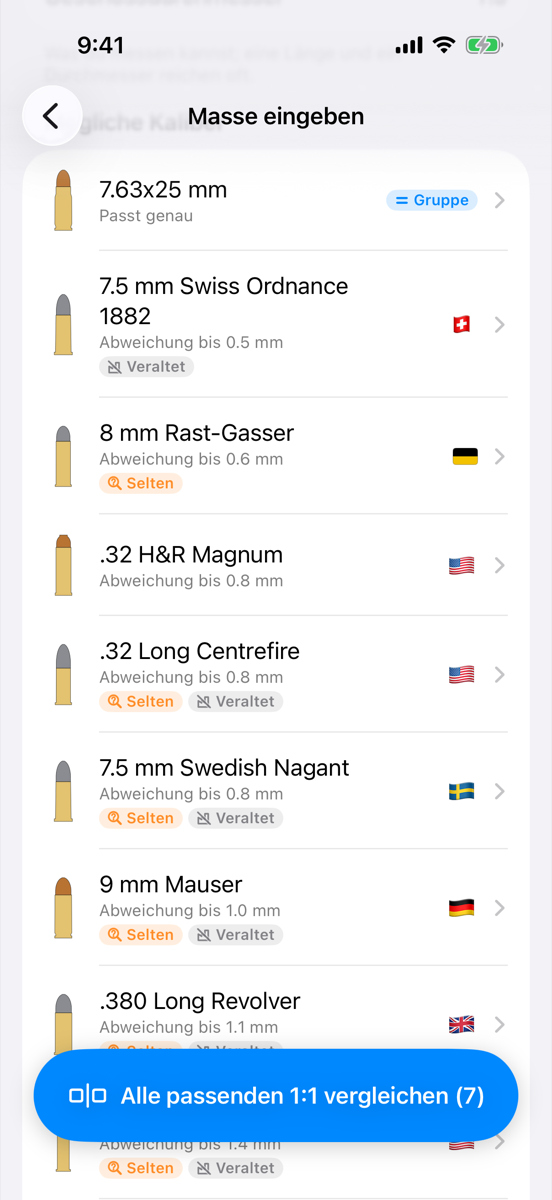 9:41
Masse eingeben
7.63x25 mm
Passt genau
Gruppe
7.5 mm Swiss Ordnance
1882
Abweichung bis 0.5 mm
Veraltet
8 mm Rast-Gasser
Abweichung bis 0.6 mm
Selten
.32 H&R Magnum
Abweichung bis 0.8 mm
.32 Long Centrefire
Abweichung bis 0.8 mm
Selten Veraltet
7.5 mm Swedish Nagant
Abweichung bis 0.8 mm
Selten Veraltet
9 mm Mauser
Abweichung bis 1.0 mm
Selten Veraltet
.380 Long Revolver
Abweichung bis 1.1 mm
Alle passenden 1:1 vergleichen (7)
Abweichung bis 1.4 mm
Selten Veraltet